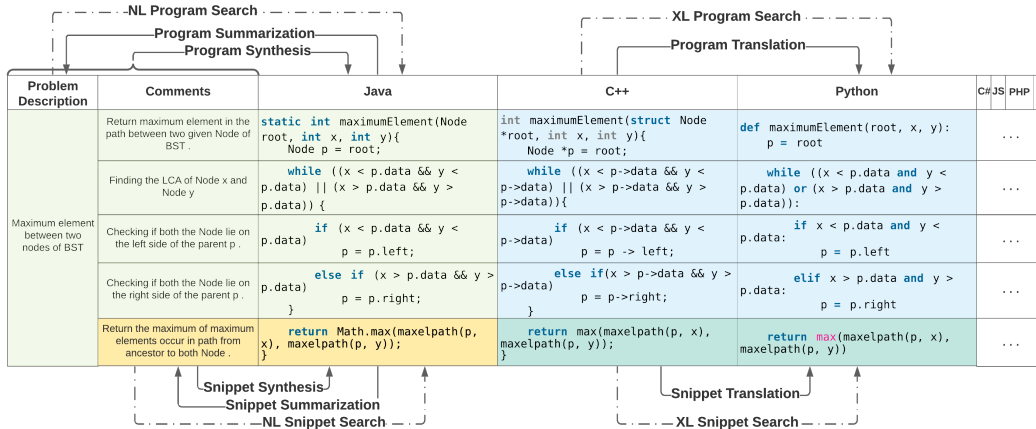 NL Program Search
XL Program Search
Program Summarization
Program Translation
Program Synthesis
Problem
Description
Comments
Java
C++
Python
C#
JS
PHP
Maximum element
between two
nodes of BST
Return maximum element in the
path between two given Node of
BST .
static int maximumElement(Node
root, int x, int y){
Node p = root;
int maximumElement(struct Node
*root, int x, int y){
Node *p = root;
def maximumElement(root, x, y):
p = root
Finding the LCA of Node x and
Node y
while ((x < p.data && y <
p.data) || (x > p.data && y >
p.data)) {
while ((x < p->data && y <
p->data) || (x > p->data && y >
p->data)){
while ((x < p.data and y <
p.data) or (x > p.data and y >
p.data)):
...
Checking if both the Node lie on
the left side of the parent p .
if (x < p.data && y <
p.data)
p = p.left;
if (x < p->data && y <
p->data)
p = p -> left;
if x < p.data and y <
p.data:
p = p.left
...
Checking if both the Node lie on
the right side of the parent p .
else if (x > p.data && y >
p.data)
p = p.right;
}
else if(x > p->data && y >
p->data)
p = p->right;
}
elif x > p.data and y >
p.data:
p = p.right
...
Return the maximum of maximum
elements occur in path from
ancestor to both Node .
return Math.max(maxelpath(p,
x), maxelpath(p, y));
}
return max(maxelpath(p, x),
maxelpath(p, y));
}
return max(maxelpath(p, x),
maxelpath(p, y))
...
Snippet Synthesis
Snippet Translation
Snippet Summarization
NL Snippet Search
XL Snippet Search